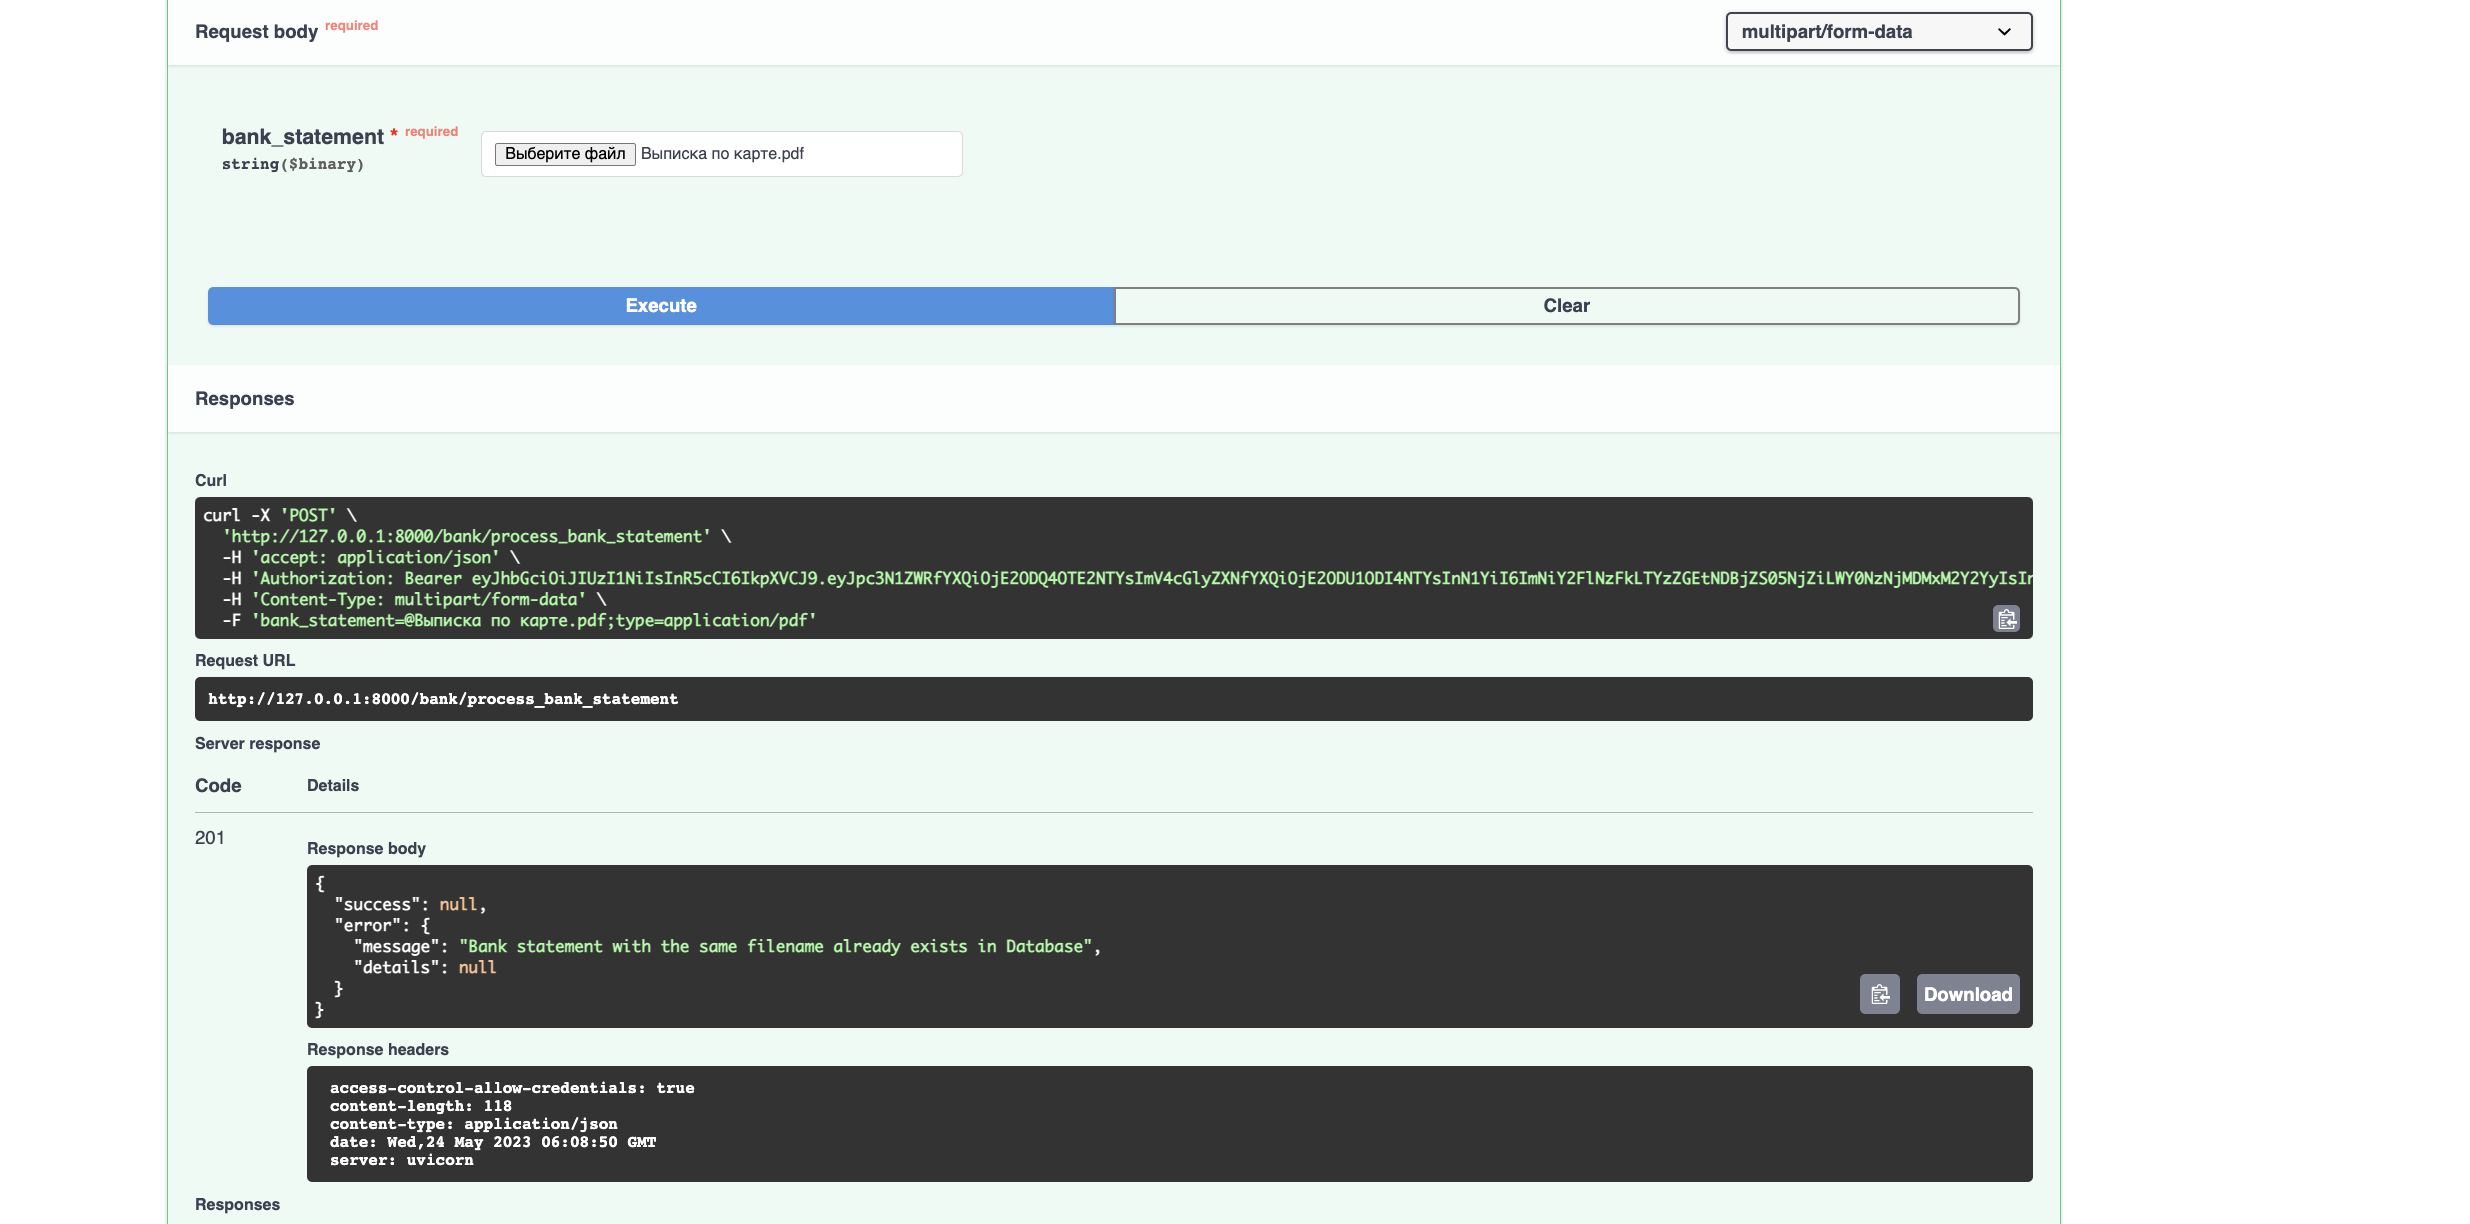 Request body required
multipart/form-data
bank_statement * required
string($binary)
Выберите файл Выписка по карте.pdf
Execute
Clear
Responses
Curl
curl -X 'POST' \
'http://127.0.0.1:8000/bank/process_bank_statement' \
-H 'accept: application/json' \
-H 'Authorization: Bearer eyJhbGciOiJIUzI1NiIsInR5cCI6IkpXVCJ9.eyJpc3N1ZWRfYXQiOjE2ODQ4OTE2NTYsImV4cGlyZXNfYXQiOjE2ODU1ODI4NTYsInN1YiI6ImNiY2FlNzFkLTYzZGEtNDBjZS05NjZiLWY0NzNjMDMxM2Y2YyIsIr
-H 'Content-Type: multipart/form-data' \
-F 'bank_statement=@Выписка по карте.pdf;type=application/pdf'
Request URL
http://127.0.0.1:8000/bank/process_bank_statement
Server response
Code
Details
201
Response body
{
"success": null,
"error": {
"message": "Bank statement with the same filename already exists in Database",
"details": null
}
}
Download
Response headers
access-control-allow-credentials: true
content-length: 118
content-type: application/json
date: Wed,24 May 2023 06:08:50 GMT
server: uvicorn
Responses